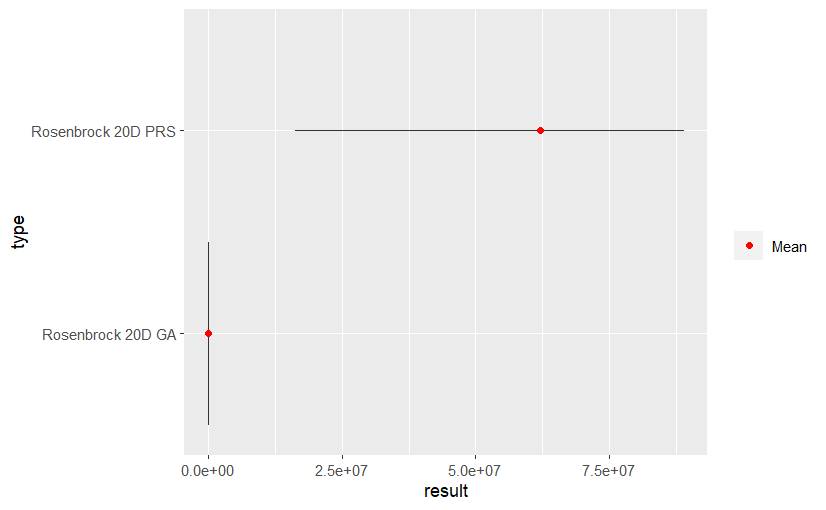 Rosenbrock 20D PRS
type
Mean
Rosenbrock 20D GA
0.0e+00 2.5e+07 5.0e+07 7.5e+07
result